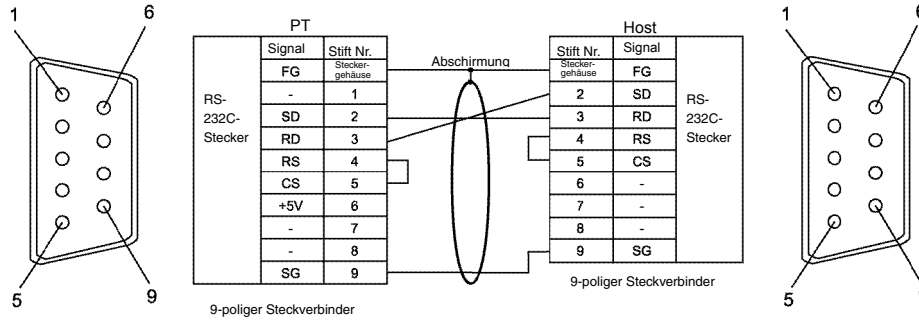 1
6
5
9
PT
RS-
232C-
Stecker
Signal Stift Nr.
FG Stecker-
gehäuse
- 1
SD 2
RD 3
RS 4
CS 5
+5V 6
- 7
- 8
SG 9
9-poliger Steckverbinder
Abschirmung
Host
Stift Nr. Signal
Stecker-
gehäuse FG
2 SD
3 RD
4 RS
5 CS
6 -
7 -
8 -
9 SG
RS-
232C-
Stecker
9-poliger Steckverbinder
1
5